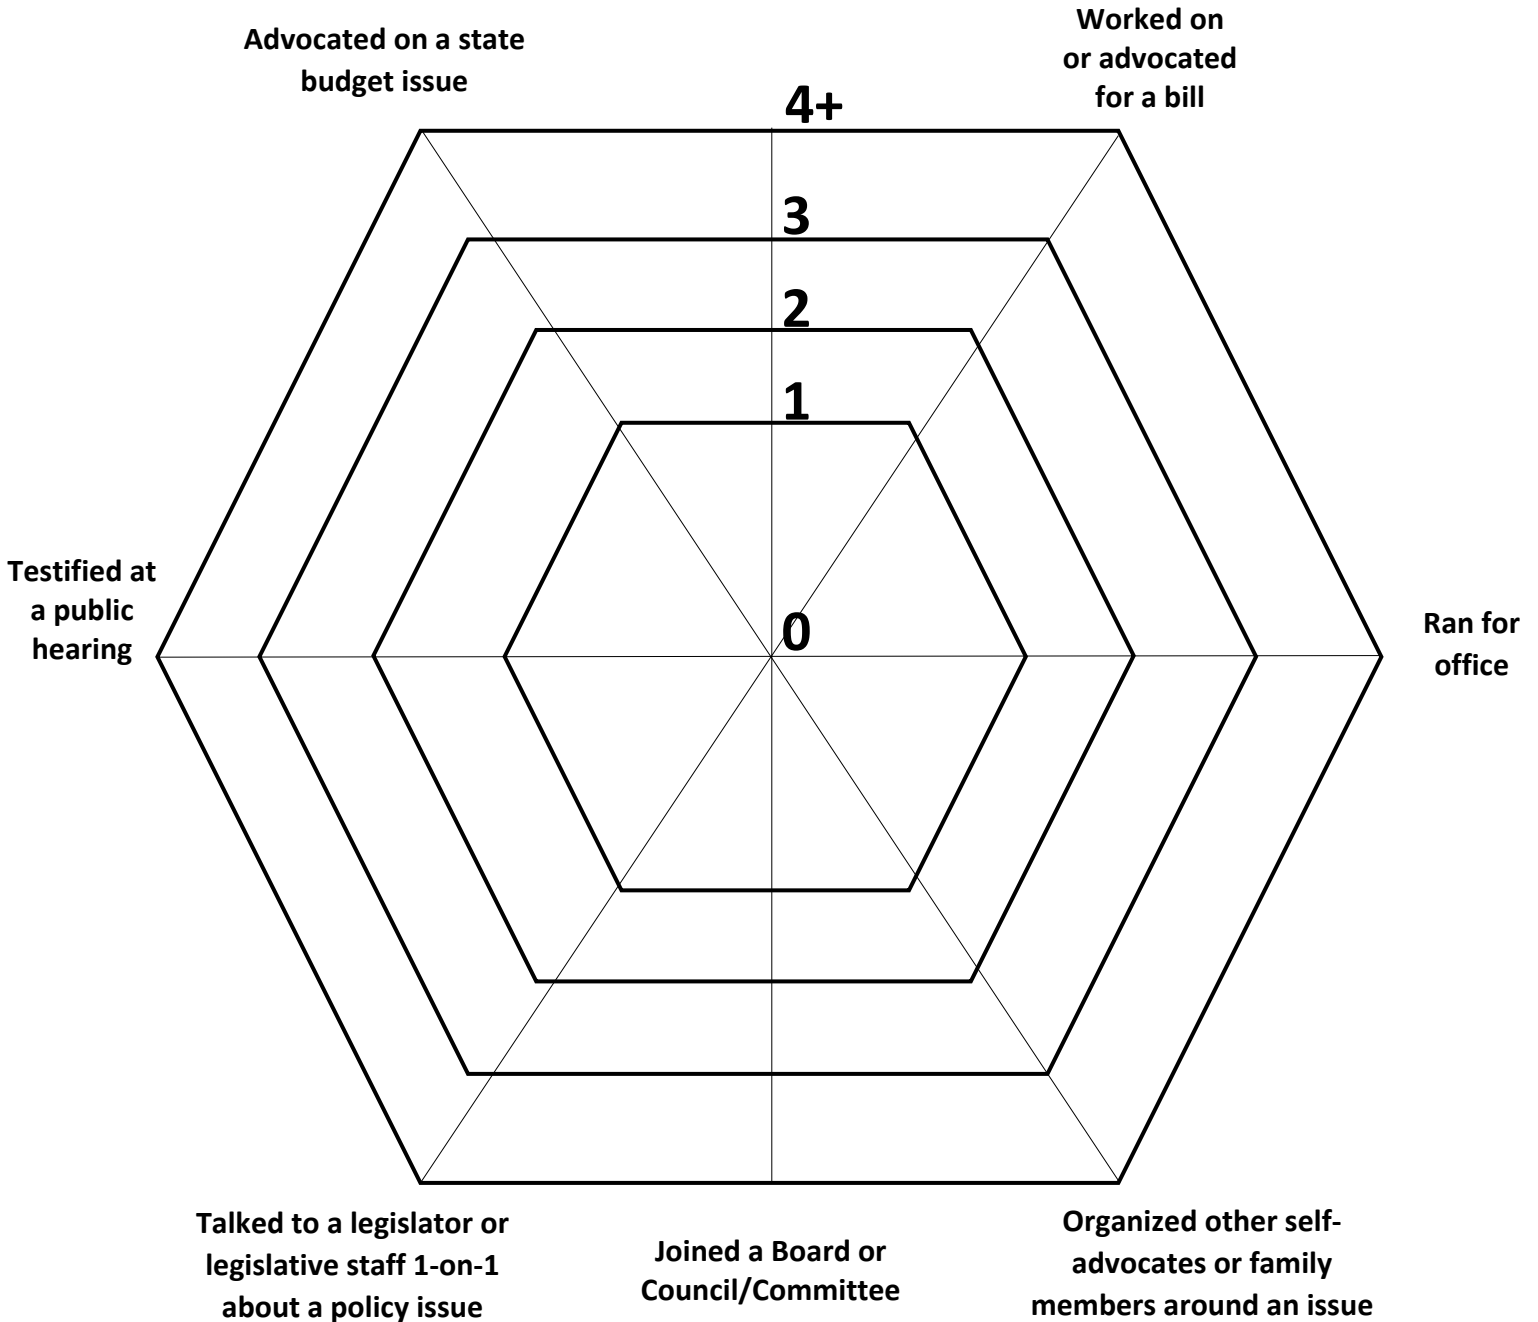 Advocated on a state
budget issue
Worked on
or advocated
for a bill
4+
3
2
1
0
Testified at
a public
hearing
Ran for
office
Talked to a legislator or
legislative staff 1-on-1
about a policy issue
Joined a Board or
Council/Committee
Organized other self-
advocates or family
members around an issue